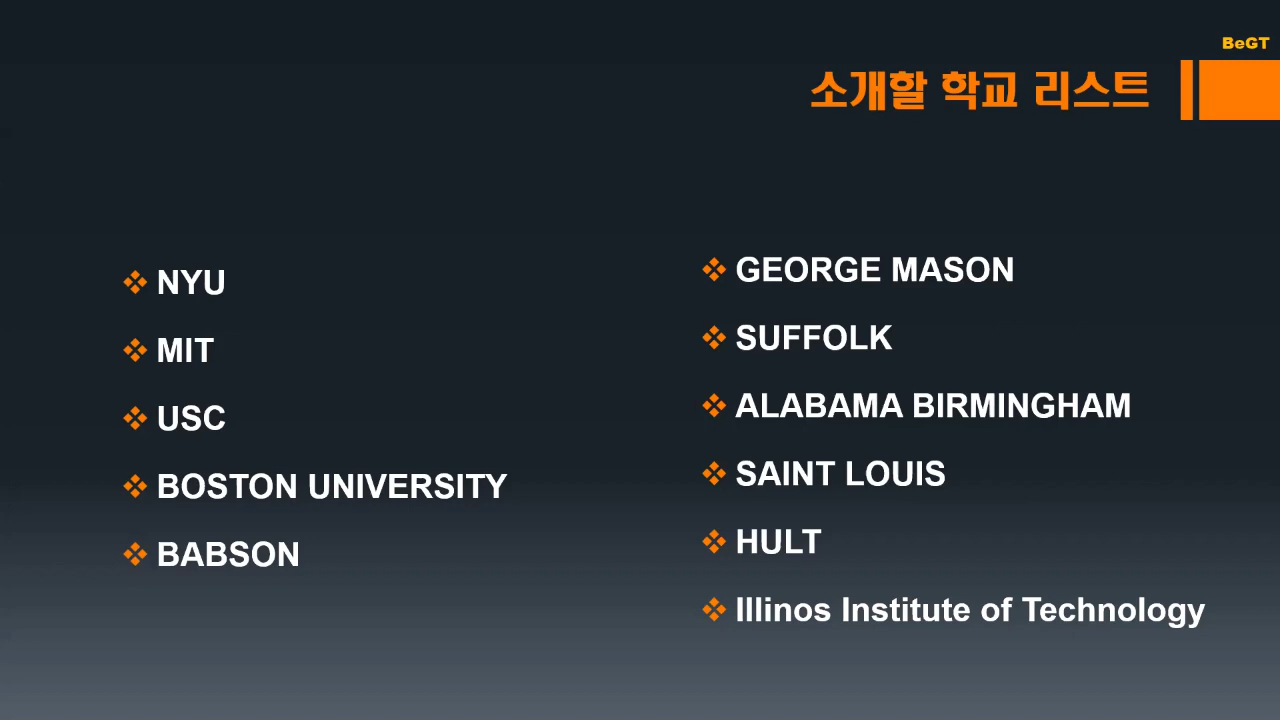 BeGT
소개할 학교 리스트
NYU
MIT
USC
BOSTON UNIVERSITY
BABSON
GEORGE MASON
SUFFOLK
ALABAMA BIRMINGHAM
SAINT LOUIS
HULT
Illinos Institute of Technology